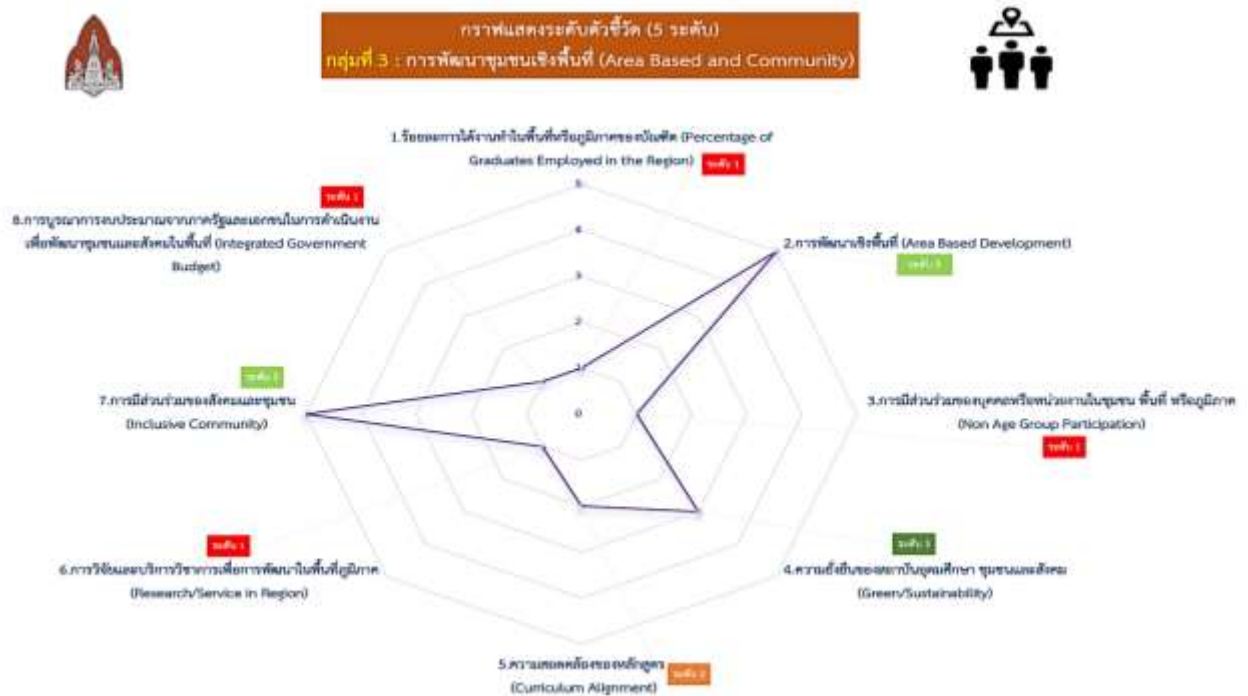 กราฟแสดงระดับตัวชี้วัด (5 ระดับ)
กลุ่มที่ 3 : การพัฒนาชุมชนเชิงพื้นที่ (Area Based and Community)
1.ร้อยละการได้งานทำในพื้นที่หรือภูมิภาคของบัณฑิต (Percentage of
Graduates Employed in the Region)
ระดับ 1
ระดับ 1
8.การบูรณาการงบประมาณจากภาครัฐและเอกชนในการดำเนินงาน
เพื่อพัฒนาชุมชนและสังคมในพื้นที่ (Integrated Government
Budget)
5
4
3
2
1
0
2.การพัฒนาเชิงพื้นที่ (Area Based Development)
ระดับ 5
ระดับ 5
7.การมีส่วนร่วมของสังคมและชุมชน
(Inclusive Community)
3.การมีส่วนร่วมของบุคคลหรือหน่วยงานในชุมชน พื้นที่ หรือภูมิภาค
(Non Age Group Participation)
ระดับ 1
ระดับ 1
6.การวิจัยและบริการวิชาการเพื่อการพัฒนาในพื้นที่ภูมิภาค
(Research/Service in Region)
ระดับ 3
4.ความยั่งยืนของสถาบันอุดมศึกษา ชุมชนและสังคม
(Green/Sustainability)
5.ความสอดคล้องของหลักสูตร
(Curriculum Alignment)
ระดับ 2